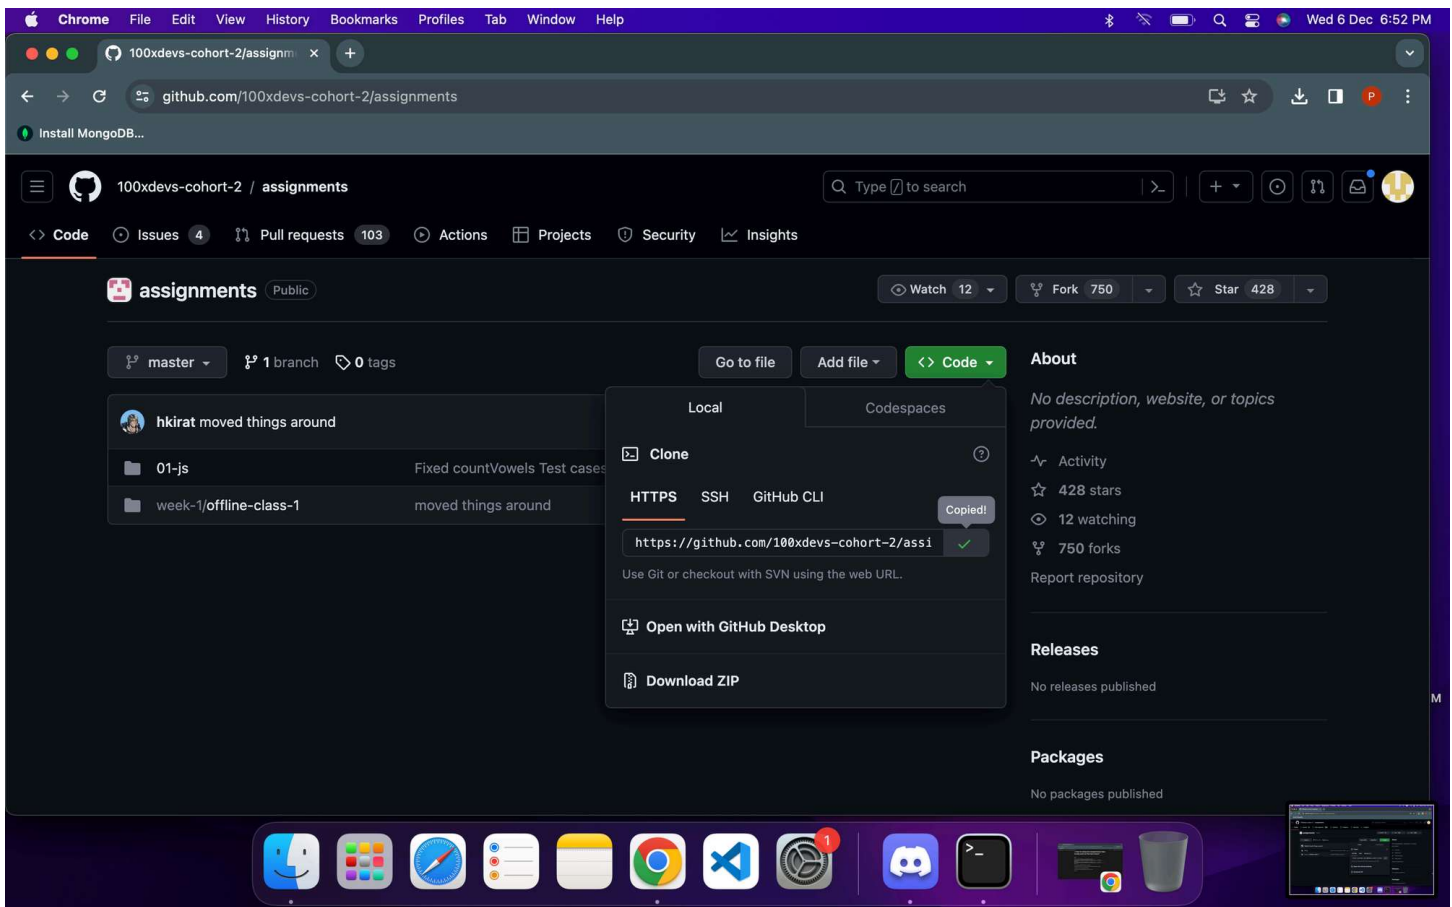 Chrome File Edit View History Bookmarks Profiles Tab Window Help Wed 6 Dec 6:52 PM
100xdevs-cohort-2/assignm
github.com/100xdevs-cohort-2/assignments P
Install MongoDB...
100xdevs-cohort-2 / assignments Type / to search
Code Issues 4 Pull requests 103 Actions Projects Security Insights
assignments Public Watch 12 Fork 750 Star 428
master 1 branch 0 tags Go to file Add file Code About
Local Codespaces No description, website, or topics
provided.
hkirat moved things around
Clone Activity
01-js Fixed countVowels Test cases
428 stars
HTTPS SSH GitHub CLI
week-1/offline-class-1 moved things around
Copied!
12 watching
https://github.com/100xdevs-cohort-2/assi
750 forks
Use Git or checkout with SVN using the web URL.
Report repository
Open with GitHub Desktop
Releases
Download ZIP
No releases published
M
Packages
No packages published
1